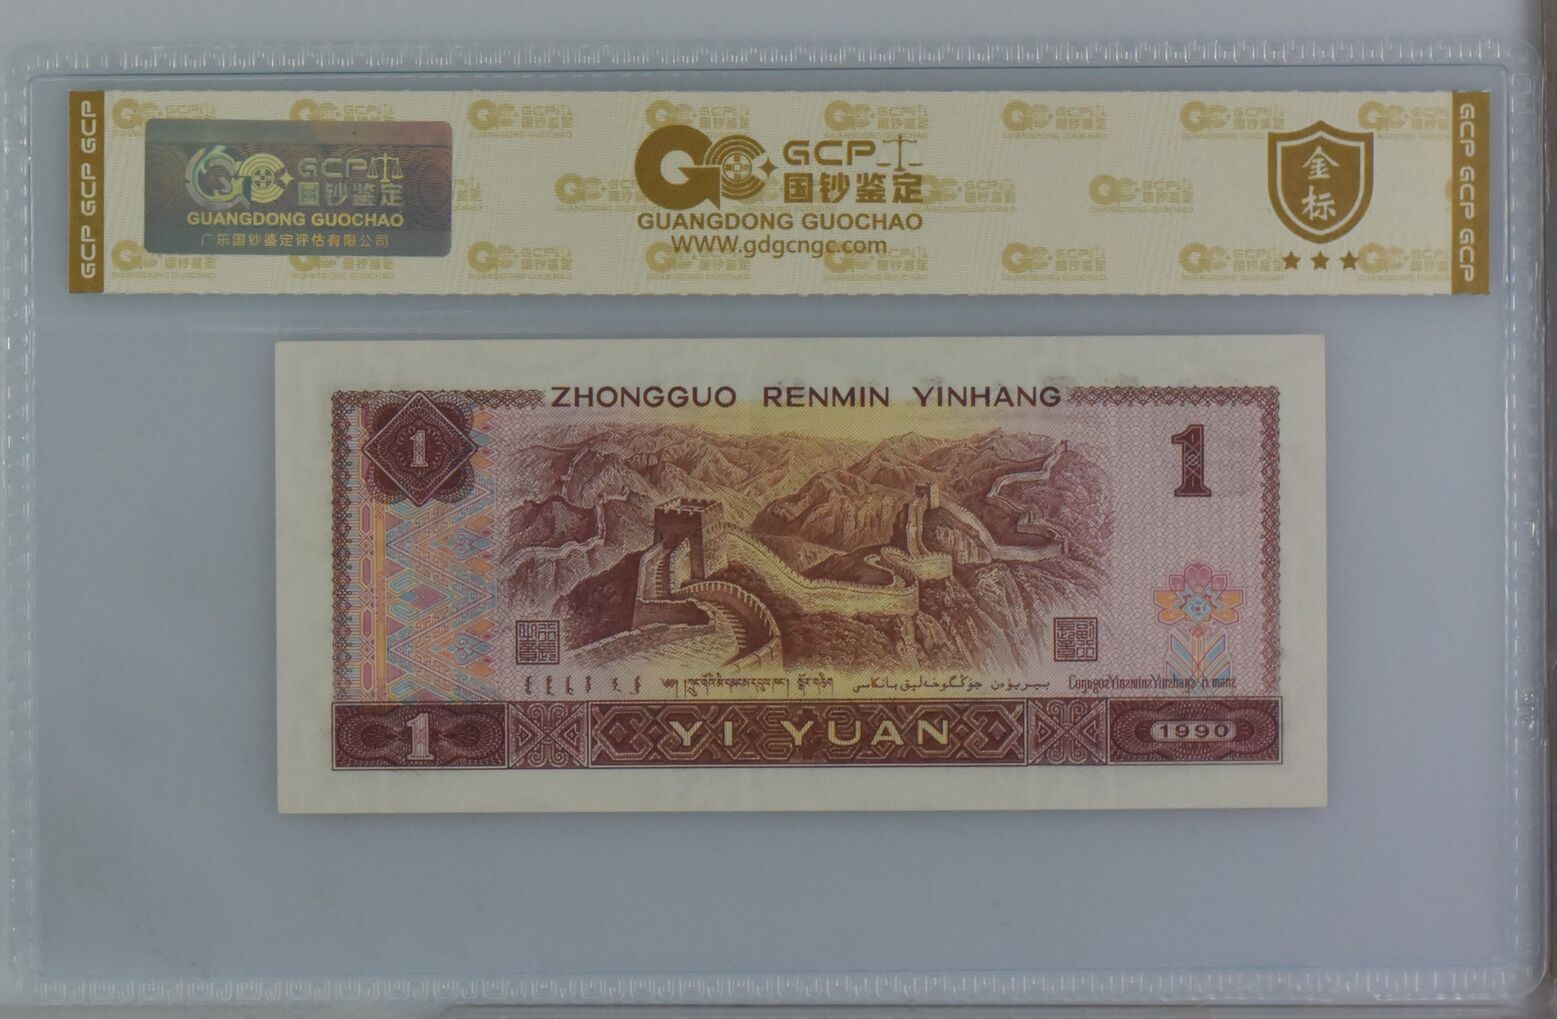 GCP GCP GCP
GCP
国钞鉴定
GUANGDONG GUOCHAO
广东国钞鉴定评估有限公司
GCP
国钞鉴定
GUANGDONG GUOCHAO
WWW.gdgcngc.com
金
标
GCP GCP GCP
ZHONGGUO RENMIN YINHANG
1
1
1
YI YUAN
1990